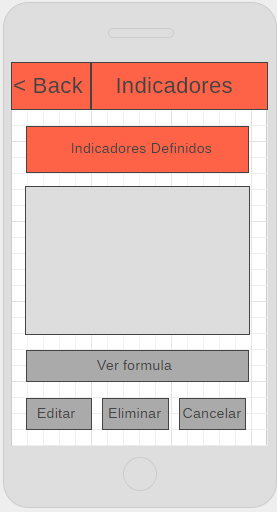 < Back Indicadores
Indicadores Definidos
Ver formula
Editar Eliminar Cancelar